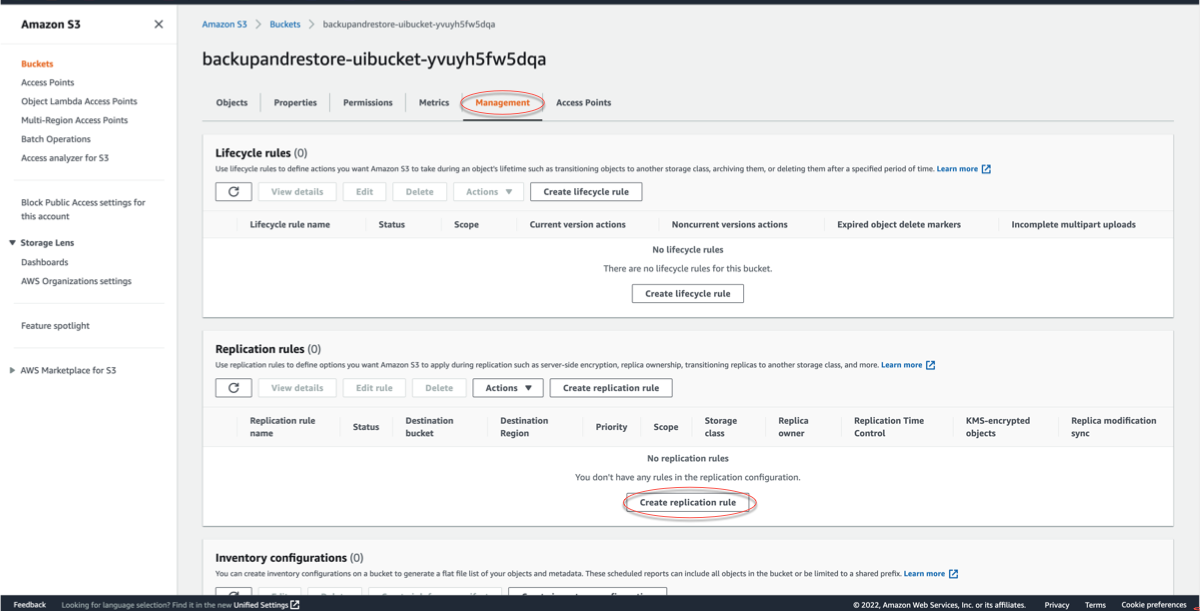 Amazon S3
Amazon S3 > Buckets > backupandrestore-uibucket-yvuyh5fw5dqa
backupandrestore-uibucket-yvuyh5fw5dqa
Buckets
Access Points
Object Lambda Access Points
Multi-Region Access Points
Batch Operations
Access analyzer for S3
Block Public Access settings for
this account
Storage Lens
Dashboards
AWS Organizations settings
Feature spotlight
AWS Marketplace for S3
Objects Properties Permissions Metrics Management Access Points
Lifecycle rules (0)
Use lifecycle rules to define actions you want Amazon S3 to take during an object's lifetime such as transitioning objects to another storage class, archiving them, or deleting them after a specified period of time. Learn more
View details Edit Delete Actions Create lifecycle rule
Lifecycle rule name Status Scope Current version actions Noncurrent versions actions Expired object delete markers Incomplete multipart uploads
No lifecycle rules
There are no lifecycle rules for this bucket.
Create lifecycle rule
Replication rules (0)
Use replication rules to define options you want Amazon S3 to apply during replication such as server-side encryption, replica ownership, transitioning replicas to another storage class, and more. Learn more
View details Edit rule Delete Actions Create replication rule
Replication rule name Status Destination bucket Destination Region Priority Scope Storage class Replica owner Replication Time Control KMS-encrypted objects Replica modification sync
No replication rules
You don't have any rules in the replication configuration.
Create replication rule
Inventory configurations (0)
You can create inventory configurations on a bucket to generate a flat file list of your objects and metadata. These scheduled reports can include all objects in the bucket or be limited to a shared prefix. Learn more
Feedback Looking for language selection? Find it in the new Unified Settings © 2022, Amazon Web Services, Inc. or its affiliates. Privacy Terms Cookie preferences